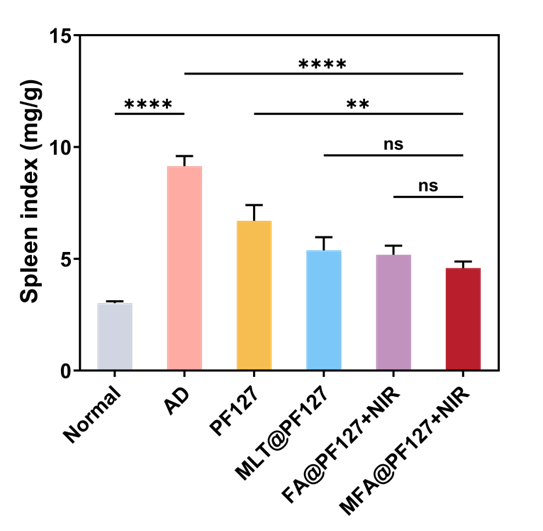 15
****
**
****
10
ns
ns
5
0
Spleen index (mg/g)
Normal
AD
PF127
MLT@PF127
FA@PF127+NIR
MFA@PF127+NIR